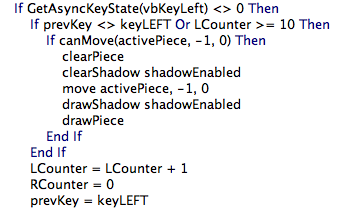 If GetAsyncKeyState(vbKeyLeft) <> 0 Then
If prevKey <> keyLEFT Or LCounter >= 10 Then
If canMove(activePiece, -1, 0) Then
clearPiece
clearShadow shadowEnabled
move activePiece, -1, 0
drawShadow shadowEnabled
drawPiece
End If
End If
LCounter = LCounter + 1
RCounter = 0
prevKey = keyLEFT